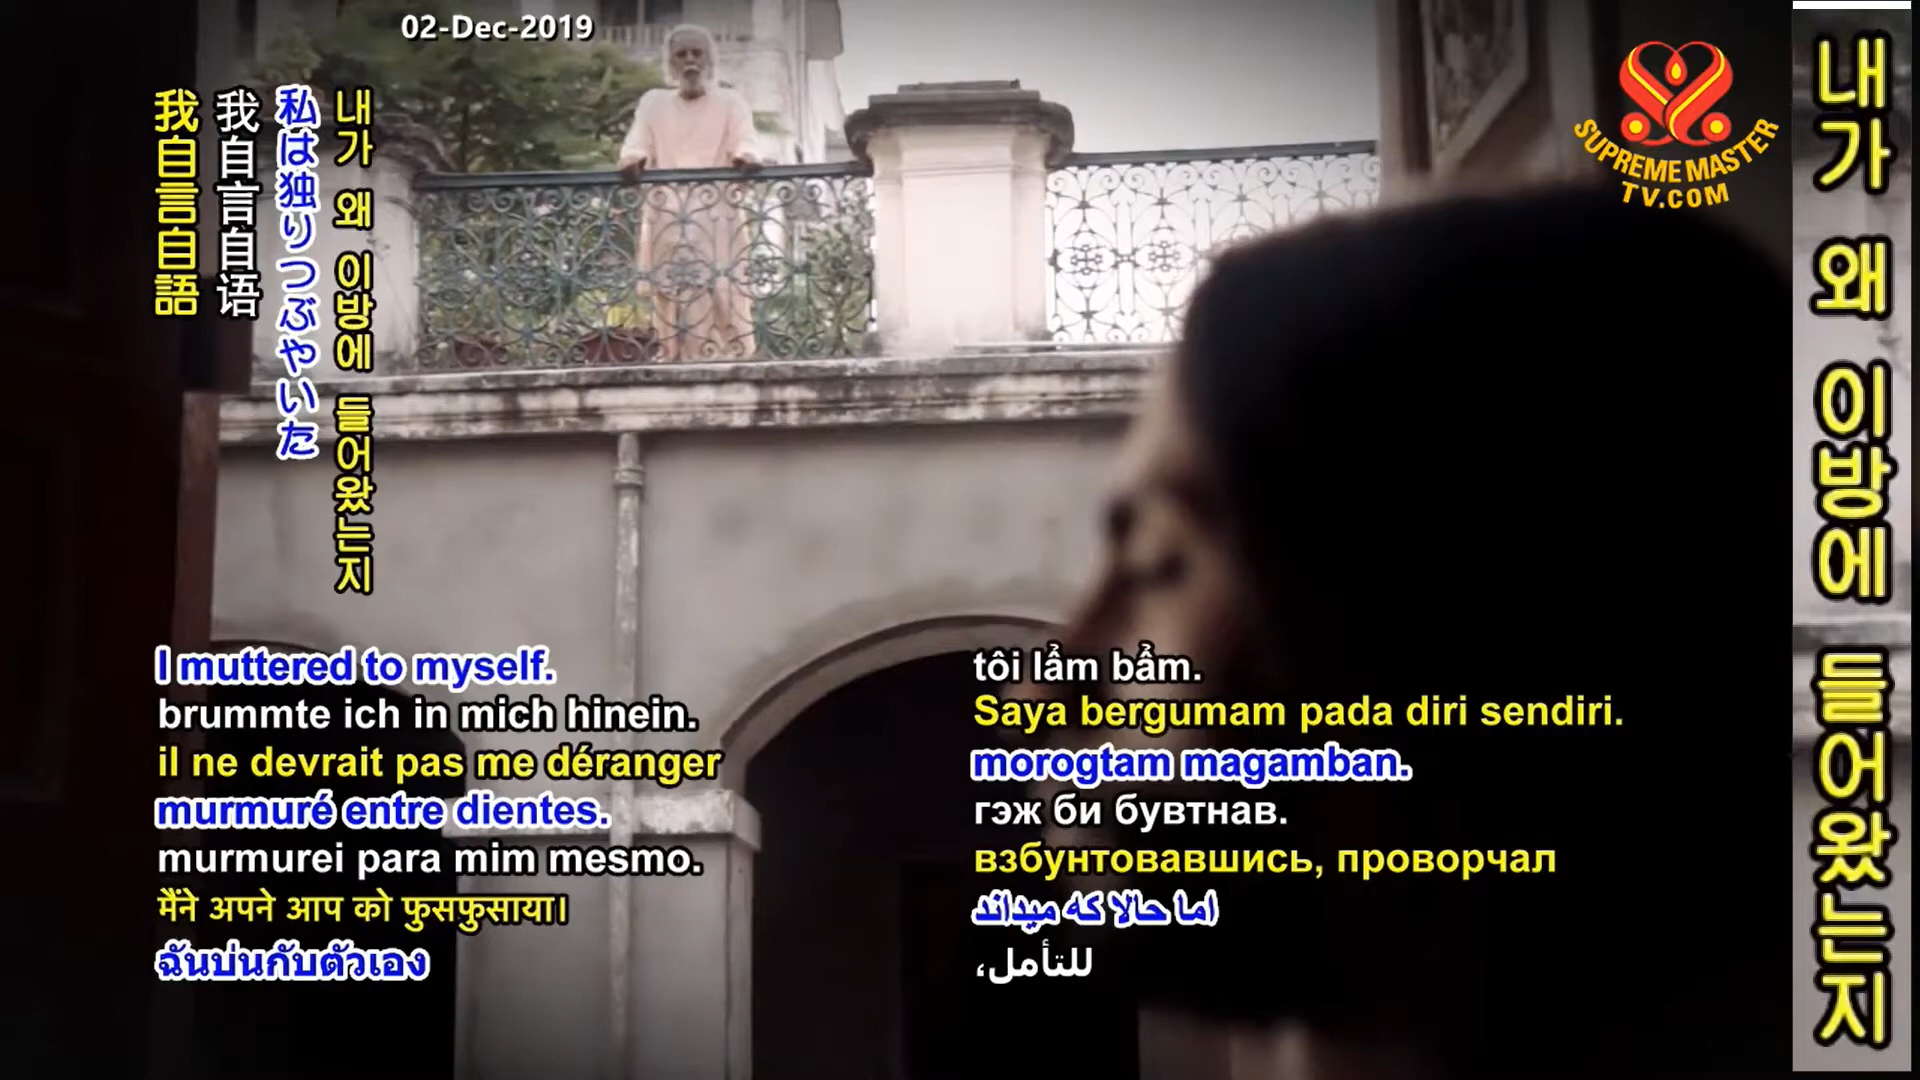 02-Dec-2019
SUPREME MASTER
TV.COM
내가 왜 이방에 들어왔는지
私は独りつぶやいた
我自言自语
我自言自語
I muttered to myself.
brummte ich in mich hinein.
il ne devrait pas me déranger
murmuré entre dientes.
murmurei para mim mesmo.
मैंने अपने आप को फुसफुसाया।
ฉันบ่นกับตัวเอง
tôi lẩm bẩm.
Saya bergumam pada diri sendiri.
morogtam magamban.
гэж би бувтнав.
взбунтовавшись, проворчал
اما حالا که میداند
للتأمل،
내가 왜 이방에 들어왔는지